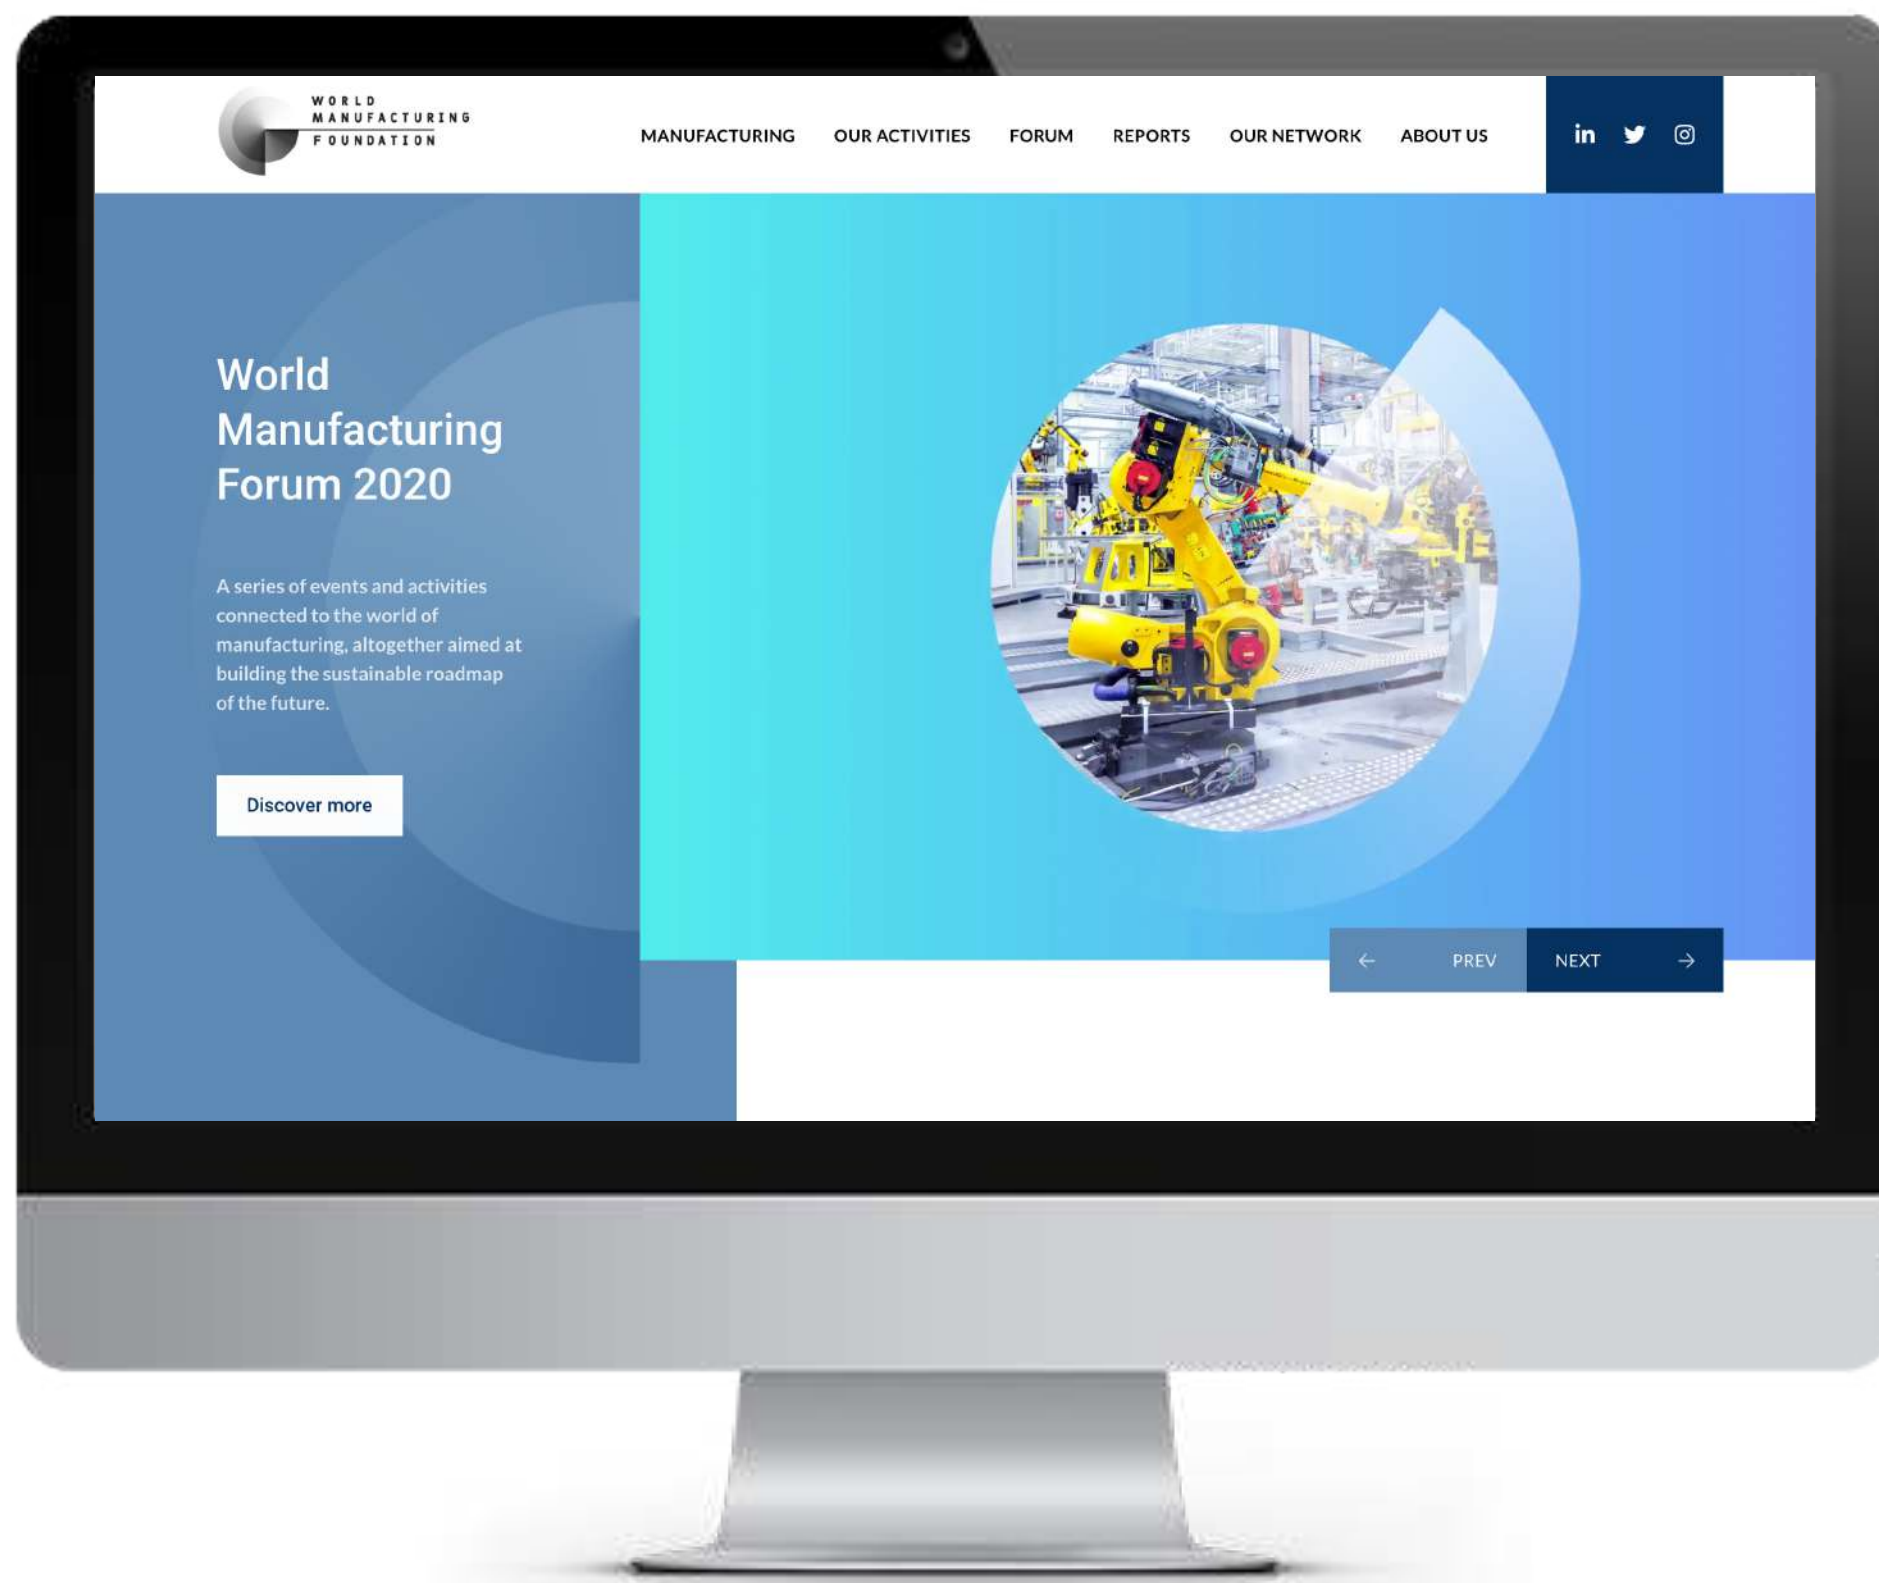 WORLD
MANUFACTURING
FOUNDATION
MANUFACTURING OUR ACTIVITIES FORUM REPORTS OUR NETWORK ABOUT US
in
World
Manufacturing
Forum 2020
A series of events and activities
connected to the world of
manufacturing, altogether aimed at
building the sustainable roadmap
of the future.
Discover more
← PREV NEXT →